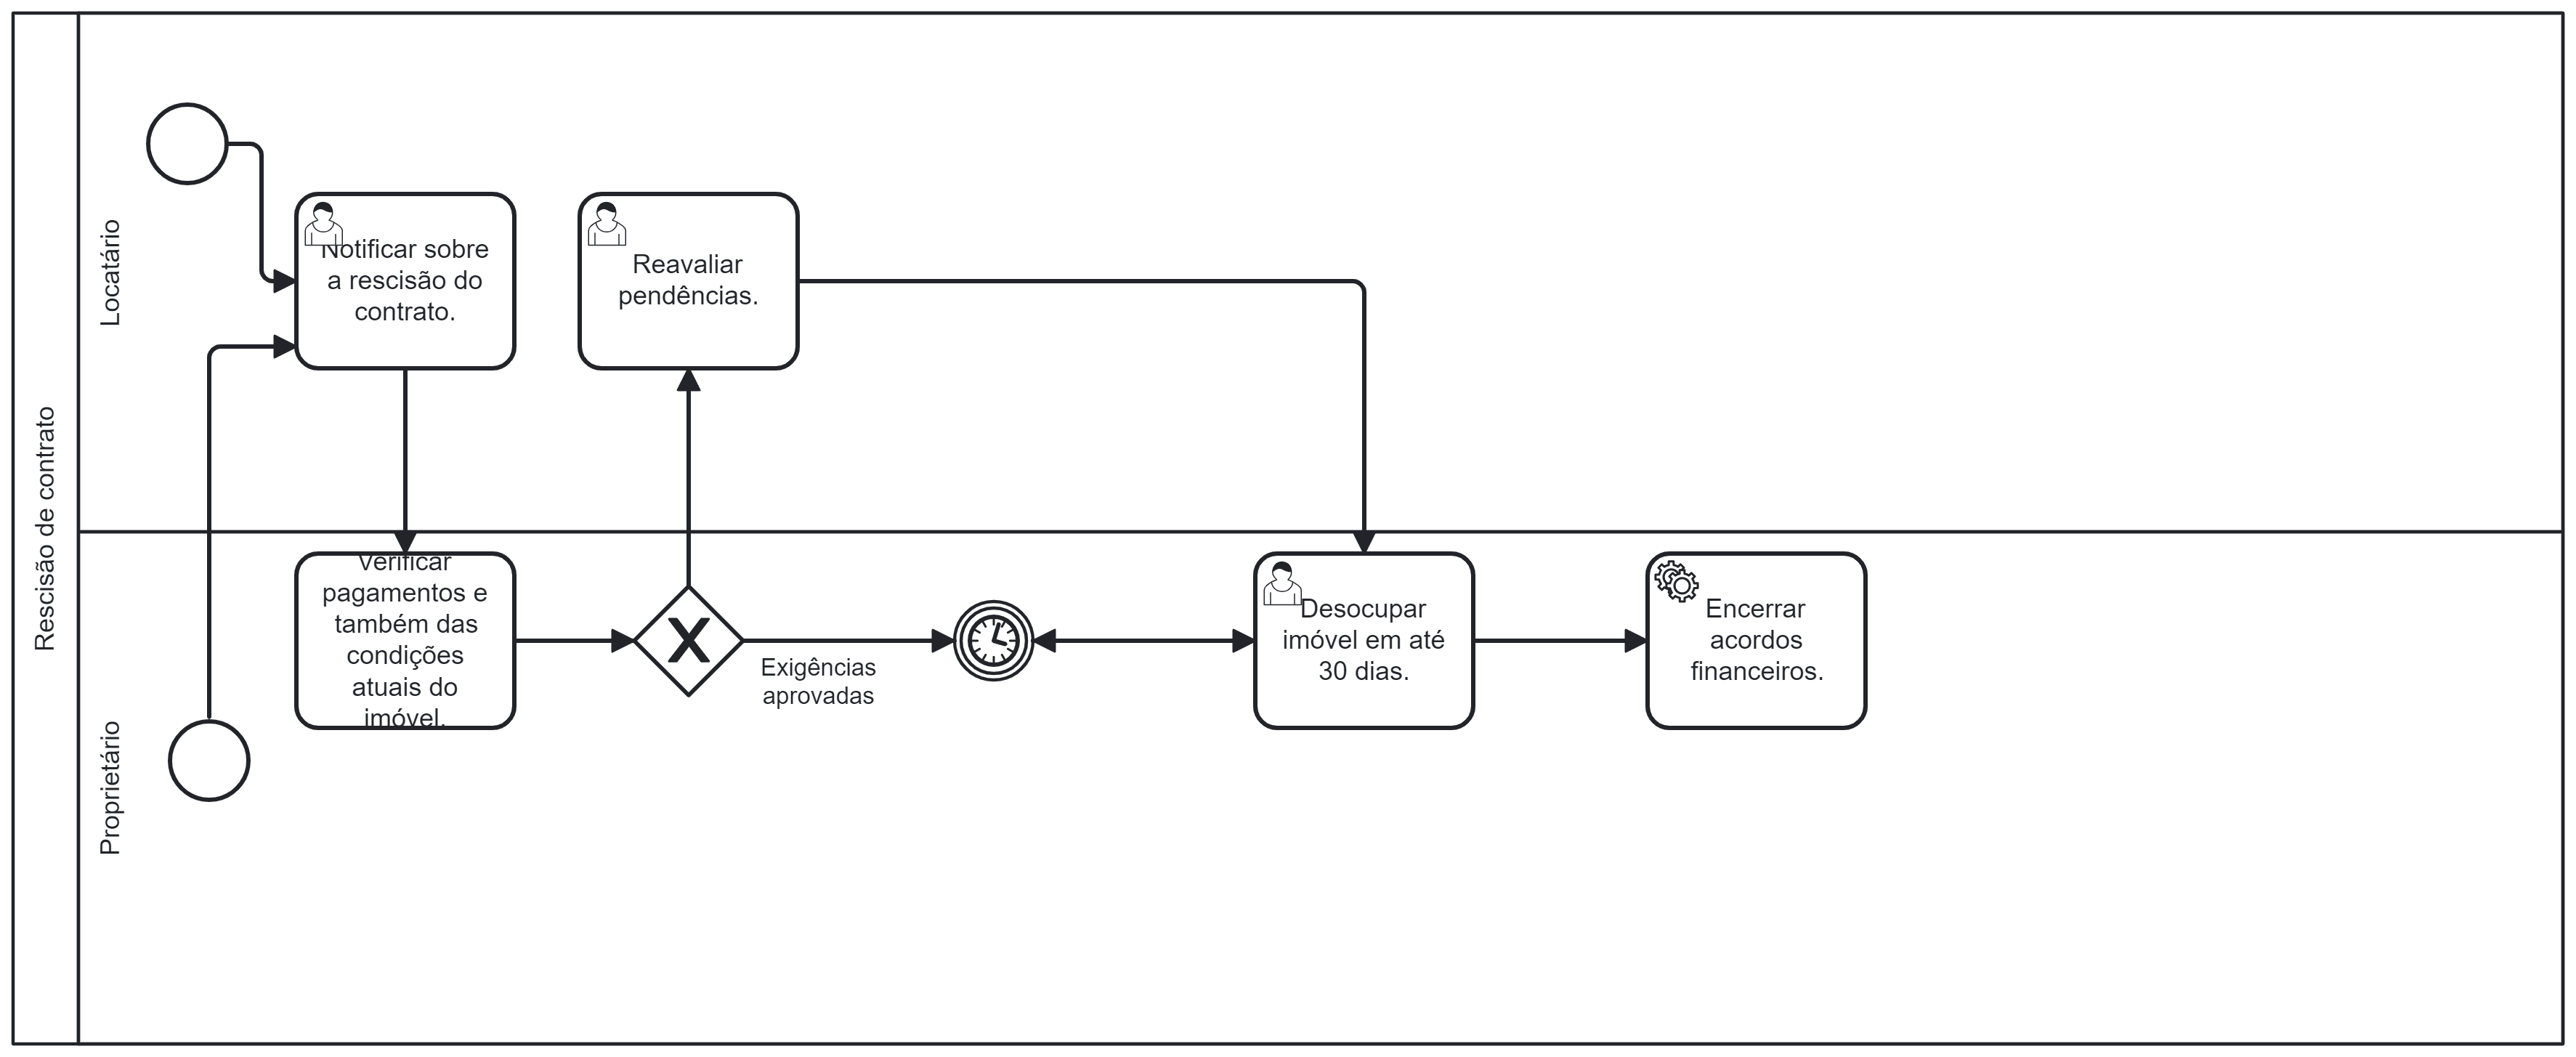 Rescisão de contrato
Locatário
Notificar sobre
a rescisão do
contrato.
Reavaliar
pendências.
Proprietário
Verificar
pagamentos e
também das
condições
atuais do
imóvel.
Exigências
aprovadas
Desocupar
imóvel em até
30 dias.
Encerrar
acordos
financeiros.